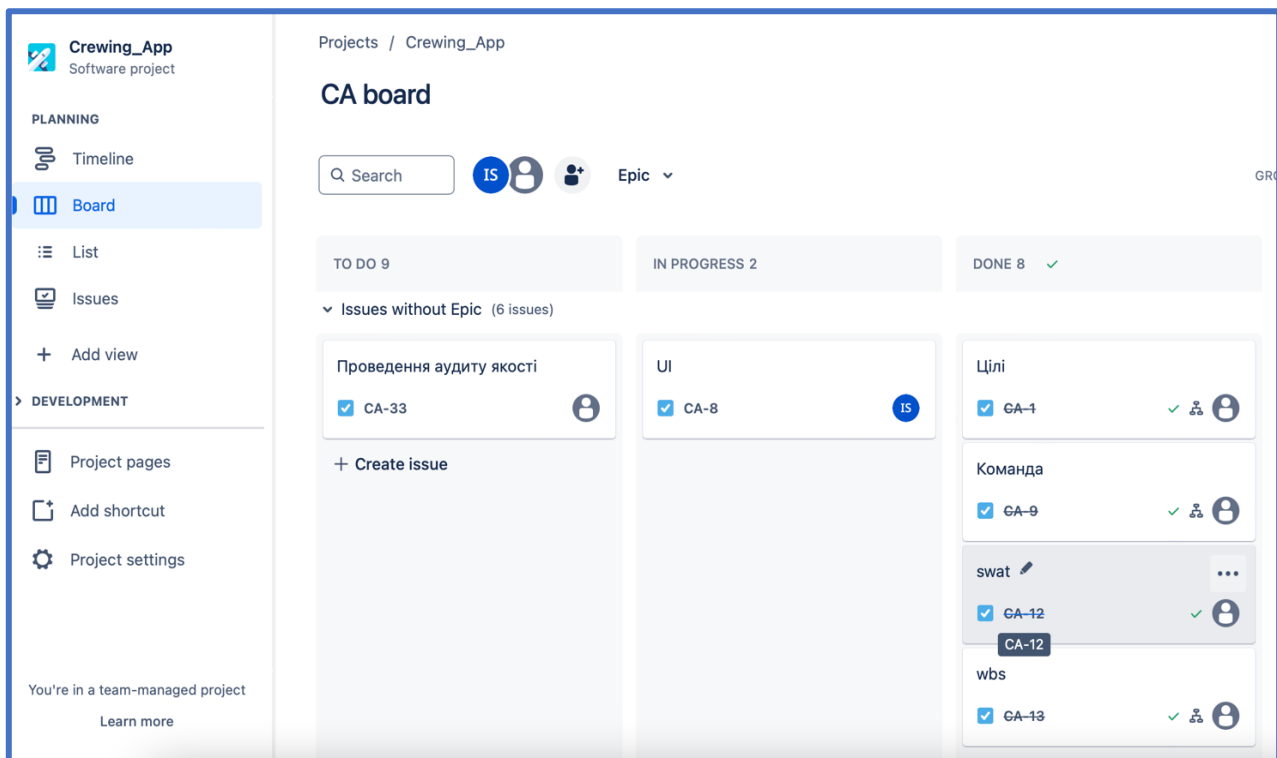 Crewing_App
Software project
PLANNING
Timeline
Board
List
Issues
Add view
DEVELOPMENT
Project pages
Add shortcut
Project settings
You're in a team-managed project
Learn more
Projects / Crewing_App
CA board
Search
IS
Epic
TO DO 9
IN PROGRESS 2
DONE 8
Issues without Epic (6 issues)
Проведення аудиту якості
CA-33
+ Create issue
UI
CA-8
IS
Цілі
CA-1
Команда
CA-9
swat
CA-12
CA-12
wbs
CA-13